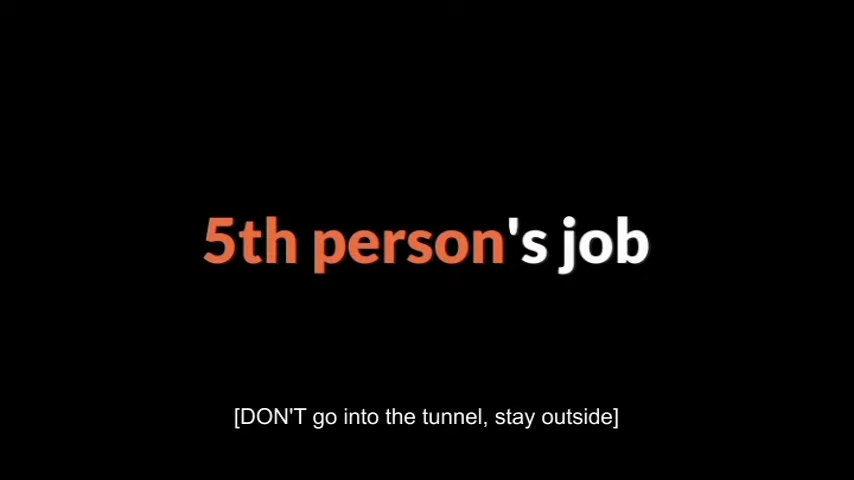 5th person's job
[DON'T go into the tunnel, stay outside]